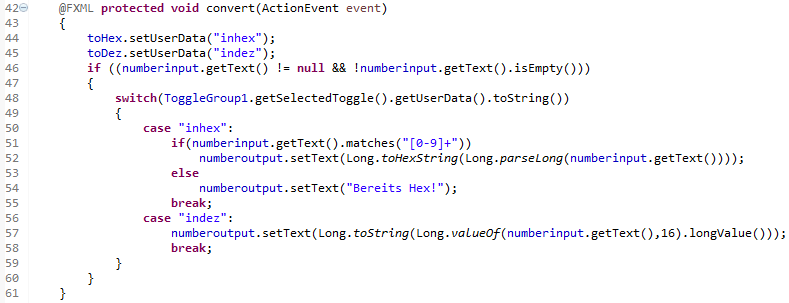 42 @FXML protected void convert(ActionEvent event)
43 {
44 toHex.setUserData("inhex");
45 toDez.setUserData("indez");
46 if ((numberinput.getText() != null && !numberinput.getText().isEmpty()))
47 {
48 switch(ToggleGroup1.getSelectedToggle().getUserData().toString())
49 {
50 case "inhex":
51 if(numberinput.getText().matches("[0-9]+"))
52 numberoutput.setText(Long.toHexString(Long.parseLong(numberinput.getText())));
53 else
54 numberoutput.setText("Bereits Hex!");
55 break;
56 case "indez":
57 numberoutput.setText(Long.toString(Long.valueOf(numberinput.getText(),16).longValue()));
58 break;
59 }
60 }
61 }